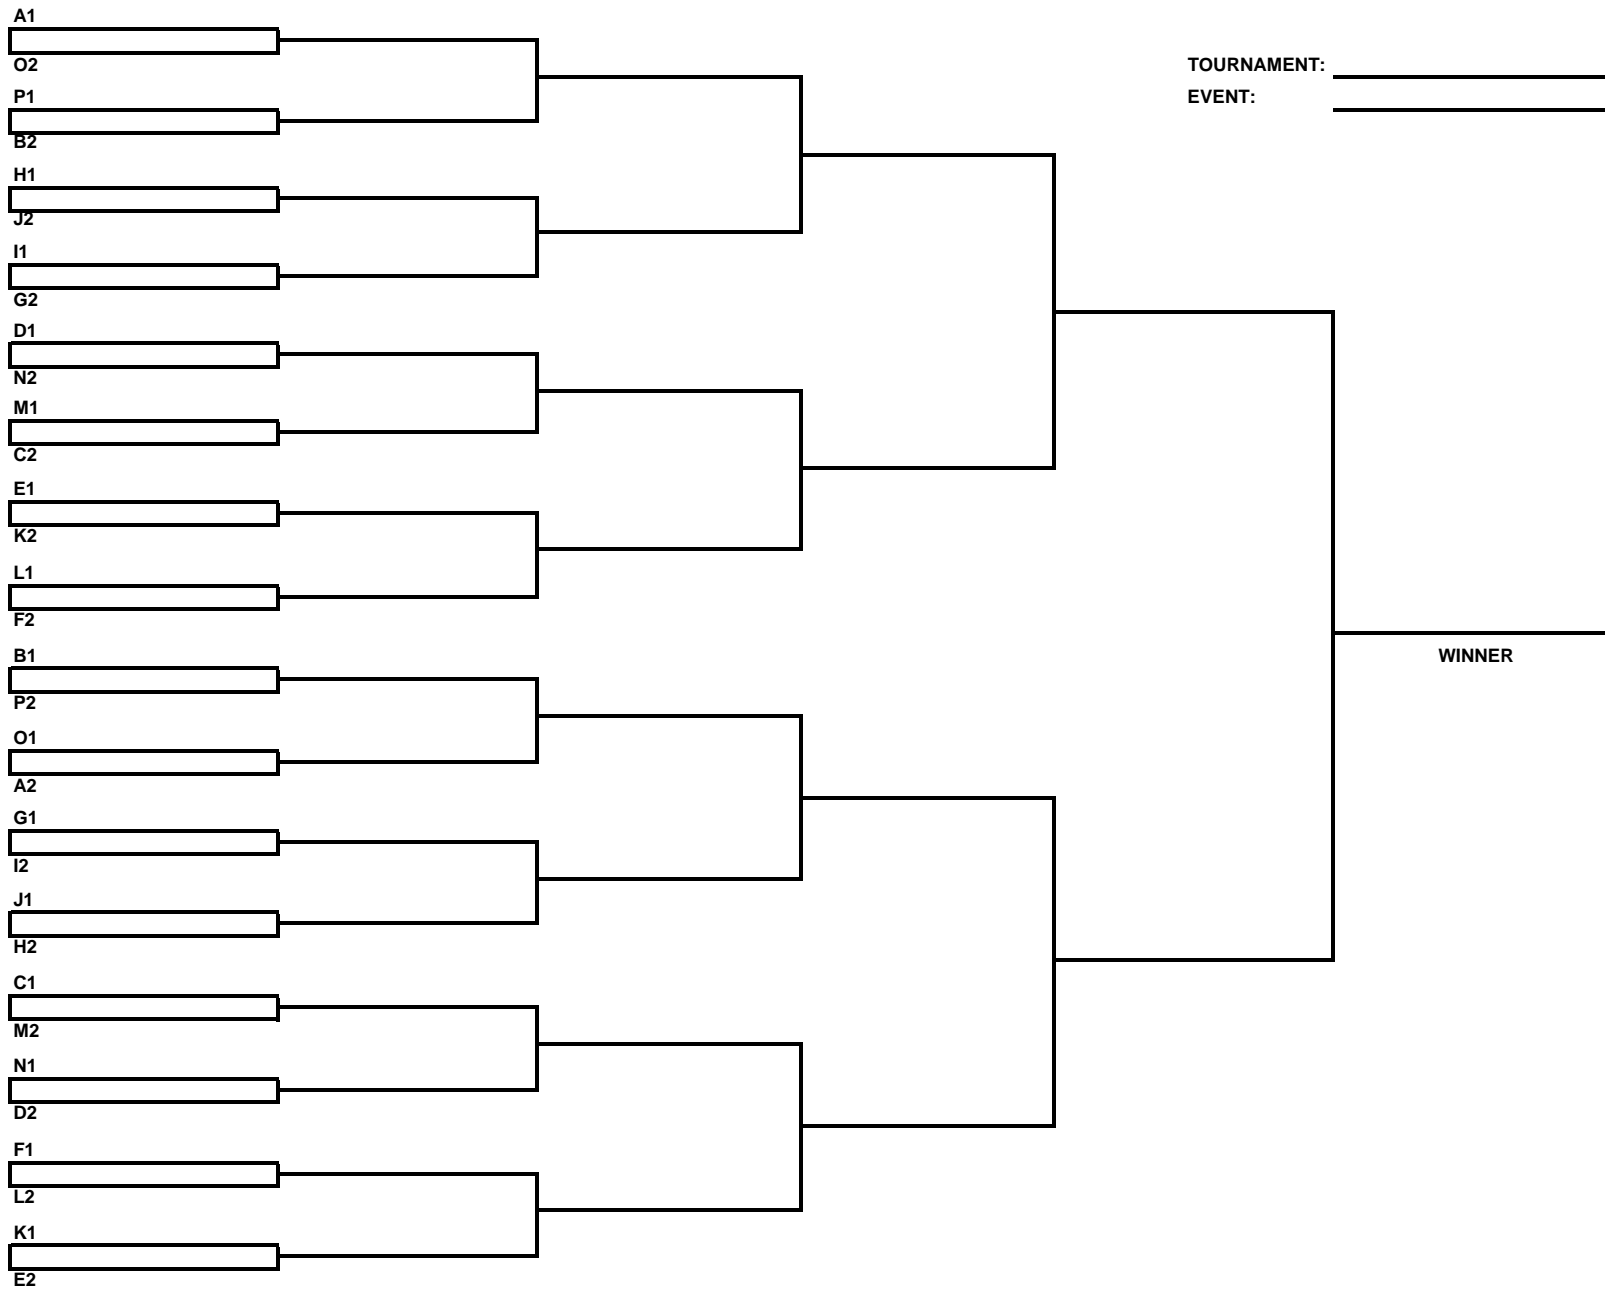 A1
O2
TOURNAMENT:
P1
EVENT:
B2
H1
J2
I1
G2
D1
N2
M1
C2
E1
K2
L1
F2
B1
WINNER
P2
O1
A2
G1
I2
J1
H2
C1
M2
N1
D2
F1
L2
K1
E2